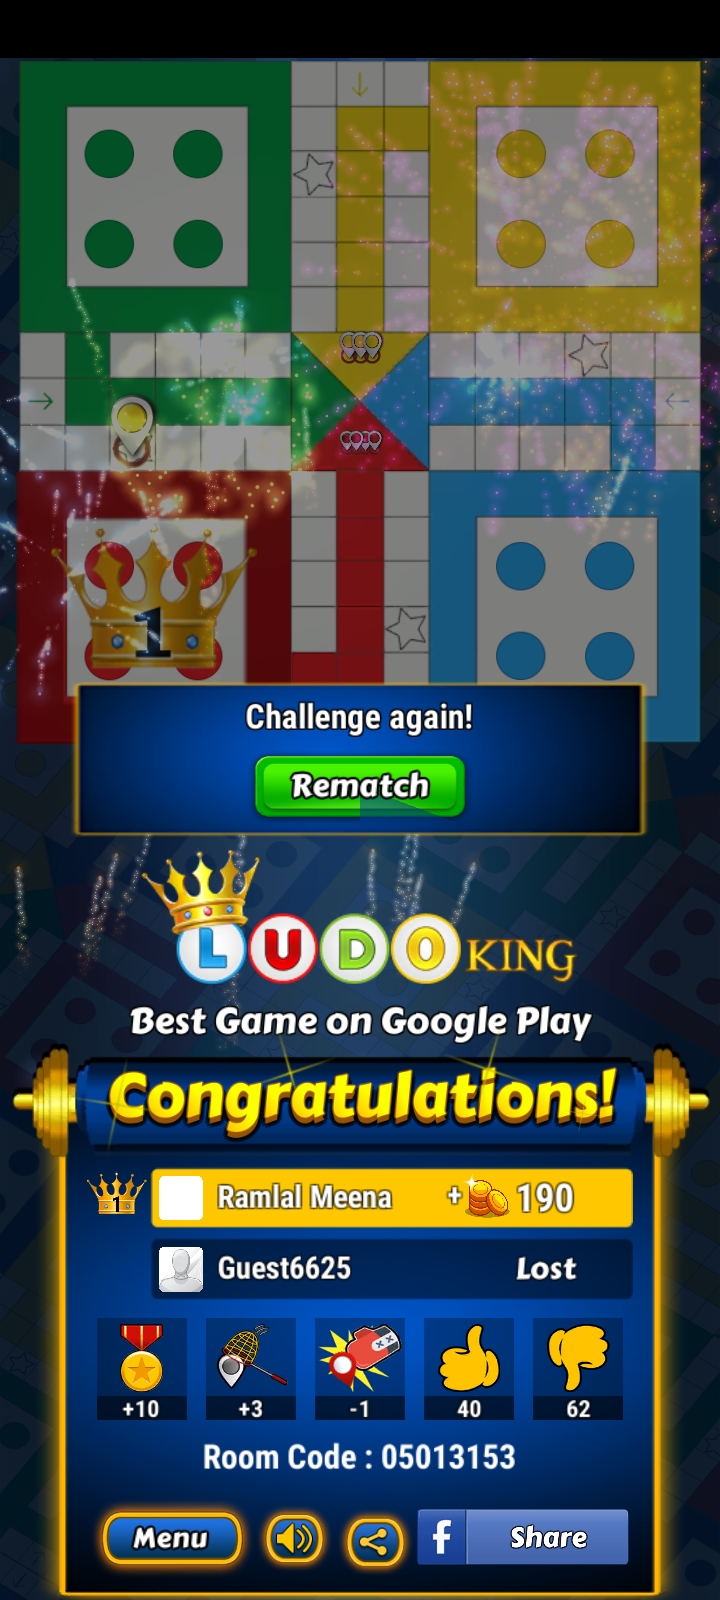 1
Challenge again!
Rematch
LUDO KING
Best Game on Google Play
Congratulations!
1 Ramlal Meena + 190
Guest6625 Lost
+10 +3 -1 40 62
Room Code : 05013153
Menu f Share